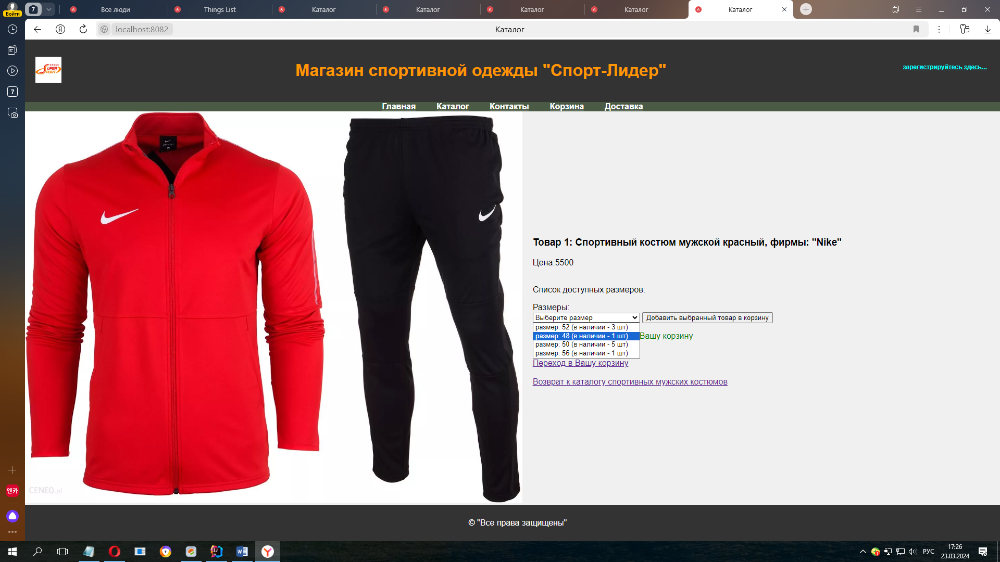 Войти
7
Все люди
Things List
Каталог
Каталог
Каталог
Каталог
Каталог
Я
localhost:8082
Каталог
7
SUPER
SPORT
Магазин спортивной одежды "Спорт-Лидер"
зарегистрируйтесь здесь...
Главная
Каталог
Контакты
Корзина
Доставка
Товар 1: Спортивный костюм мужской красный, фирмы: "Nike"
Цена:5500
Список доступных размеров:
Размеры:
Выберите размер
Добавить выбранный товар в корзину
размер: 52 (в наличии - 3 шт)
размер: 48 (в наличии - 1 шт)
Вашу корзину
размер: 50 (в наличии - 5 шт)
размер: 56 (в наличии - 1 шт)
Переход в Вашу корзину
Возврат к каталогу спортивных мужских костюмов
CENEO.pl
엔카
© "Все права защищены"
РУС
17:26
23.03.2024